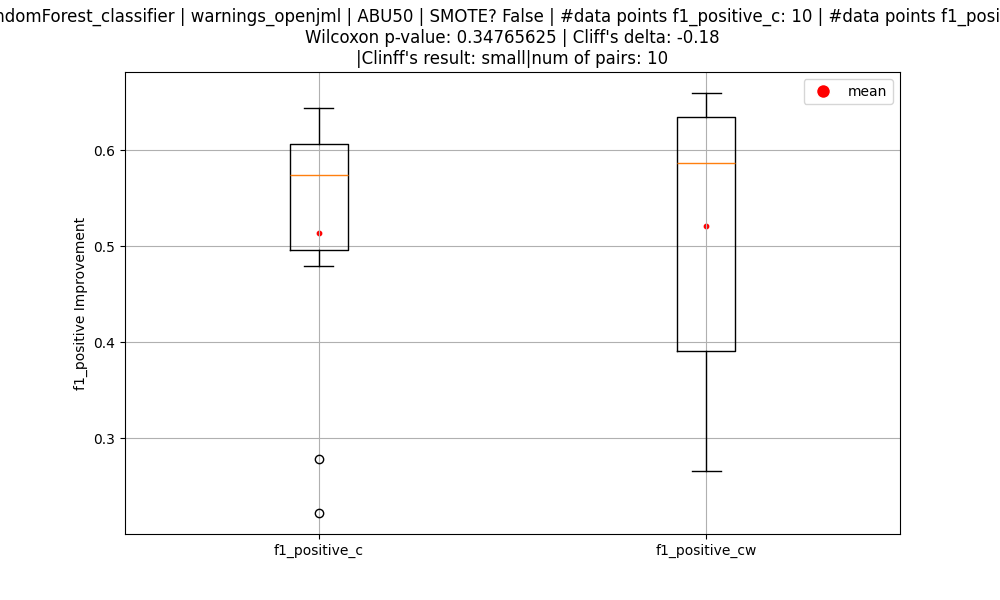 ndomForest_classifier | warnings_openjml | ABU50 | SMOTE? False | #data points f1_positive_c: 10 | #data points f1_posi
Wilcoxon p-value: 0.34765625 | Cliff's delta: -0.18
|Clinff's result: small|num of pairs: 10
mean
0.6
0.5
0.4
0.3
f1_positive Improvement
f1_positive_c
f1_positive_cw